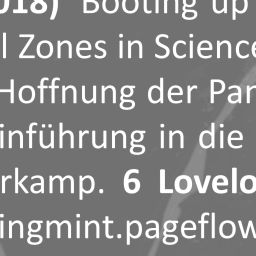 018) Booting up
l Zones in Science
Hoffnung der Pan
inführung in die
rkamp. 6 Lovelo
ingmint.pageflow